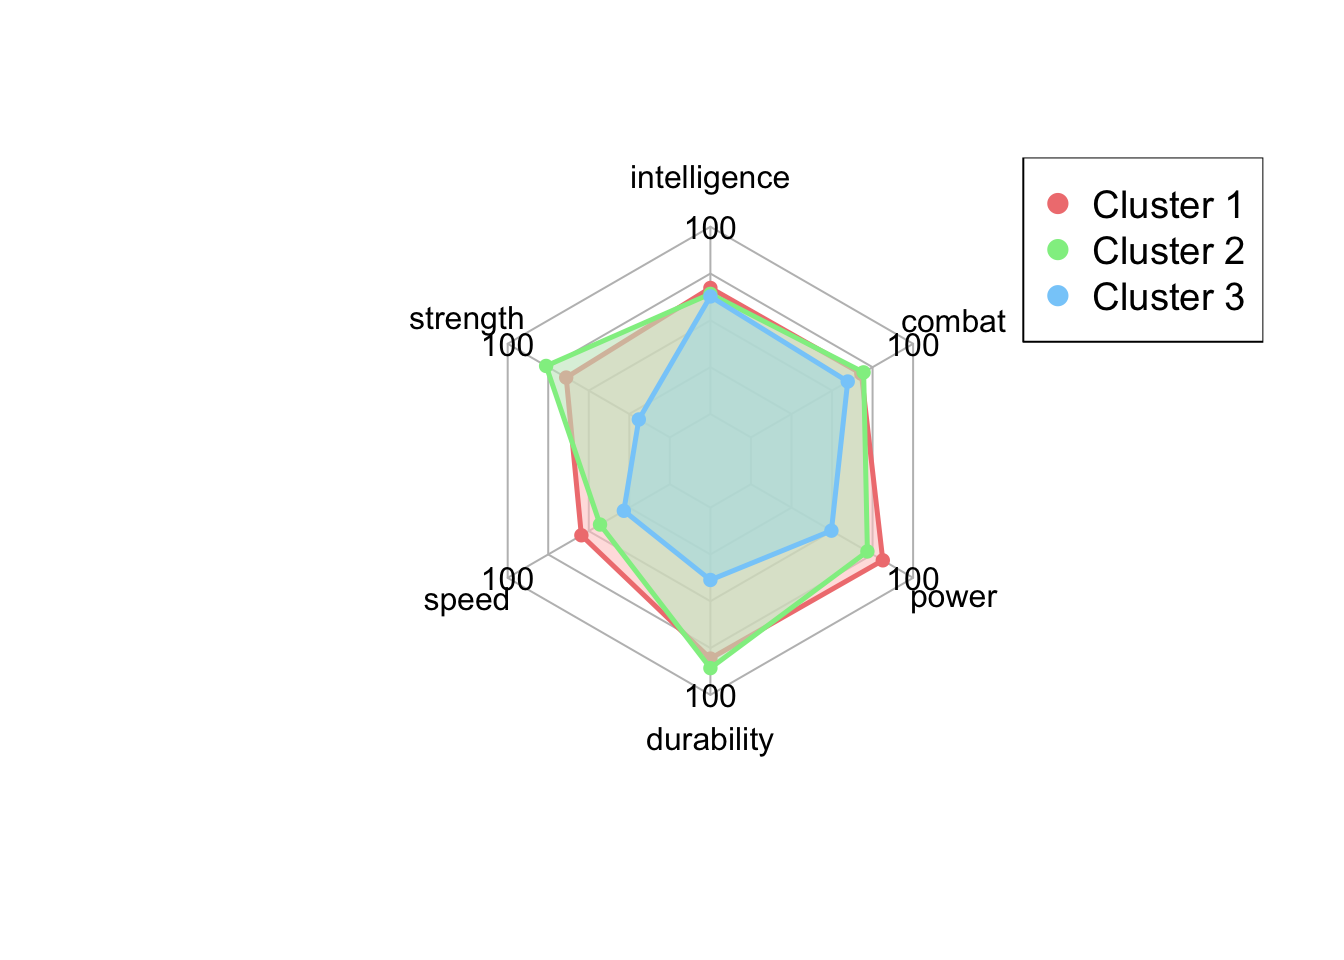 intelligence
100
Cluster 1
Cluster 2
Cluster 3
strength
100
combat
100
speed
100
power
100
100
durability